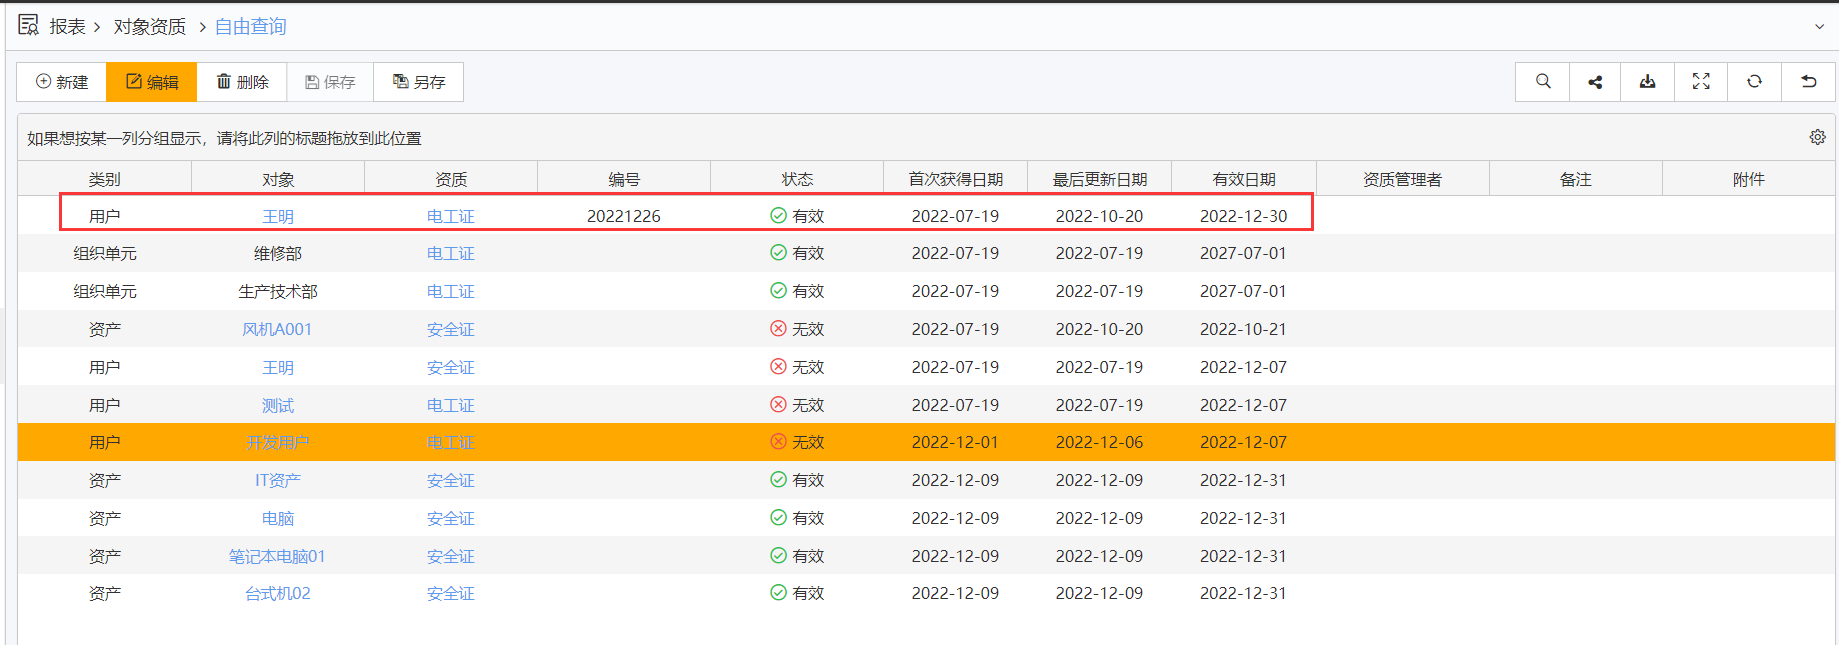 报表 > 对象资质 > 自由查询
新建 编辑 删除 保存 另存
如果想按某一列分组显示，请将此列的标题拖放到此位置
类别 对象 资质 编号 状态 首次获得日期 最后更新日期 有效日期 资质管理者 备注 附件
用户 王明 电工证 20221226 有效 2022-07-19 2022-10-20 2022-12-30
组织单元 维修部 电工证 有效 2022-07-19 2022-07-19 2027-07-01
组织单元 生产技术部 电工证 有效 2022-07-19 2022-07-19 2027-07-01
资产 风机A001 安全证 无效 2022-07-19 2022-10-20 2022-10-21
用户 王明 安全证 无效 2022-07-19 2022-07-19 2022-12-07
用户 测试 电工证 无效 2022-07-19 2022-07-19 2022-12-07
用户 开发用户 电工证 无效 2022-12-01 2022-12-06 2022-12-07
资产 IT资产 安全证 有效 2022-12-09 2022-12-09 2022-12-31
资产 电脑 安全证 有效 2022-12-09 2022-12-09 2022-12-31
资产 笔记本电脑01 安全证 有效 2022-12-09 2022-12-09 2022-12-31
资产 台式机02 安全证 有效 2022-12-09 2022-12-09 2022-12-31